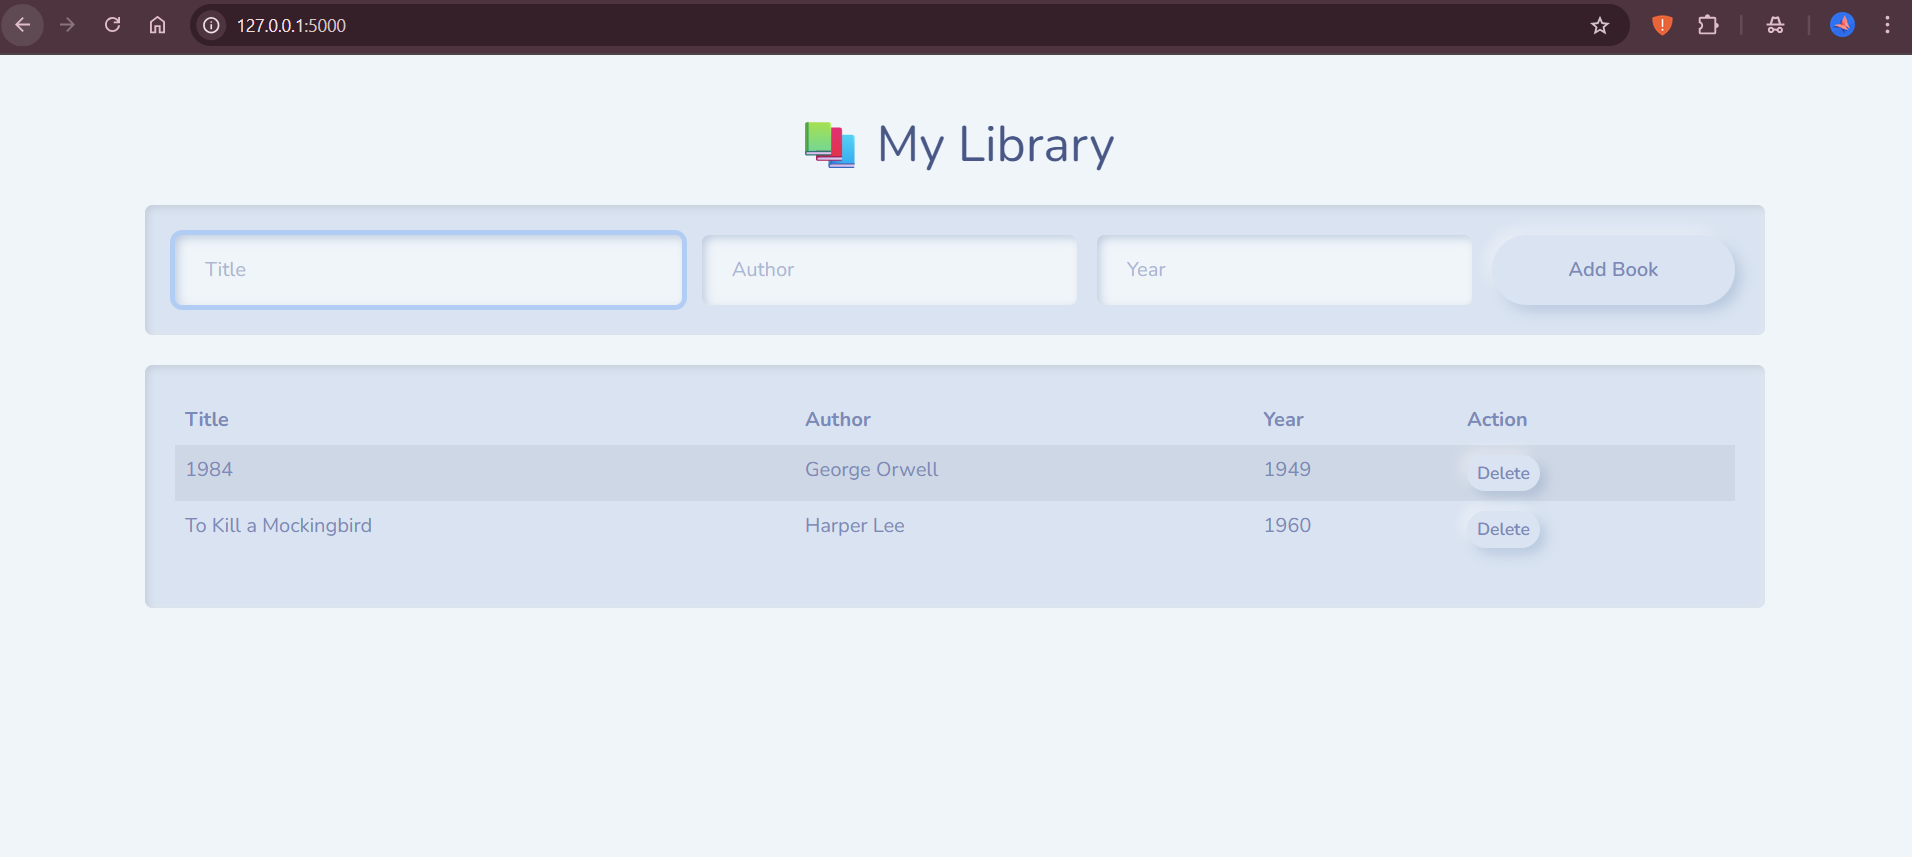 127.0.0.1:5000
My Library
Title Author Year Add Book
Title Author Year Action
1984 George Orwell 1949 Delete
To Kill a Mockingbird Harper Lee 1960 Delete